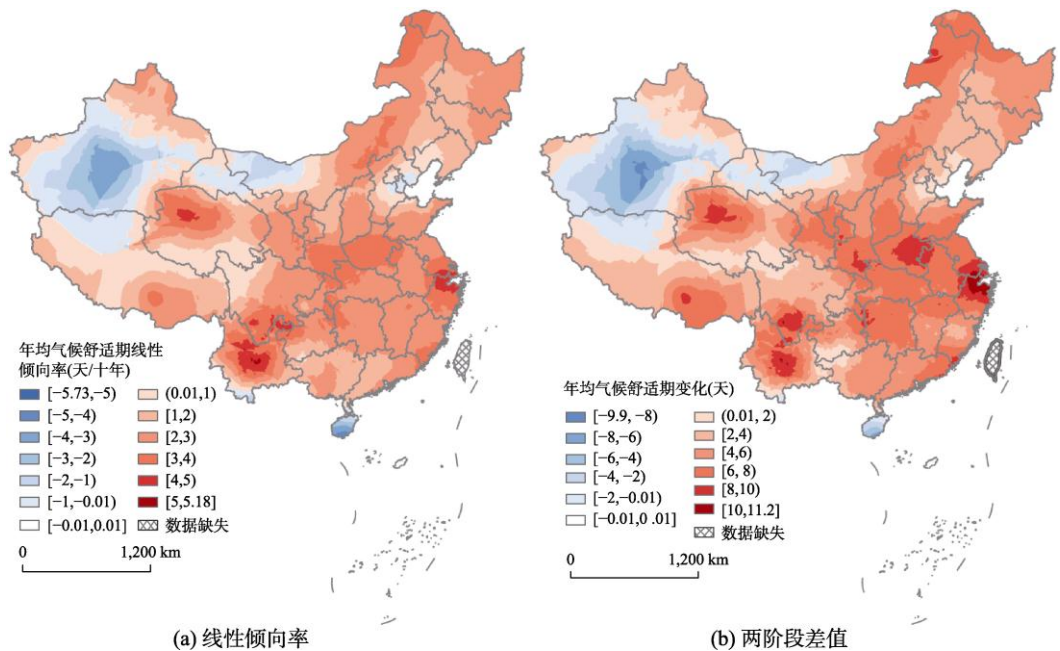 年均气候舒适期线性
倾向率(天/十年)
[−5.73,−5) (0.01,1)
[−5,−4) [1,2)
[−4,−3) [2,3)
[−3,−2) [3,4)
[−2,−1) [4,5)
[−1,−0.01) [5,5.18]
[−0.01,0.01] 数据缺失
0 1,200 km
(a) 线性倾向率
年均气候舒适期变化(天)
[−9.9, −8) (0.01, 2)
[−8,−6) [2,4)
[−6,−4) [4,6)
[−4, −2) [6, 8)
[−2,−0.01) [8,10)
[−0.01,0 .01] [10,11.2]
数据缺失
0 1,200 km
(b) 两阶段差值